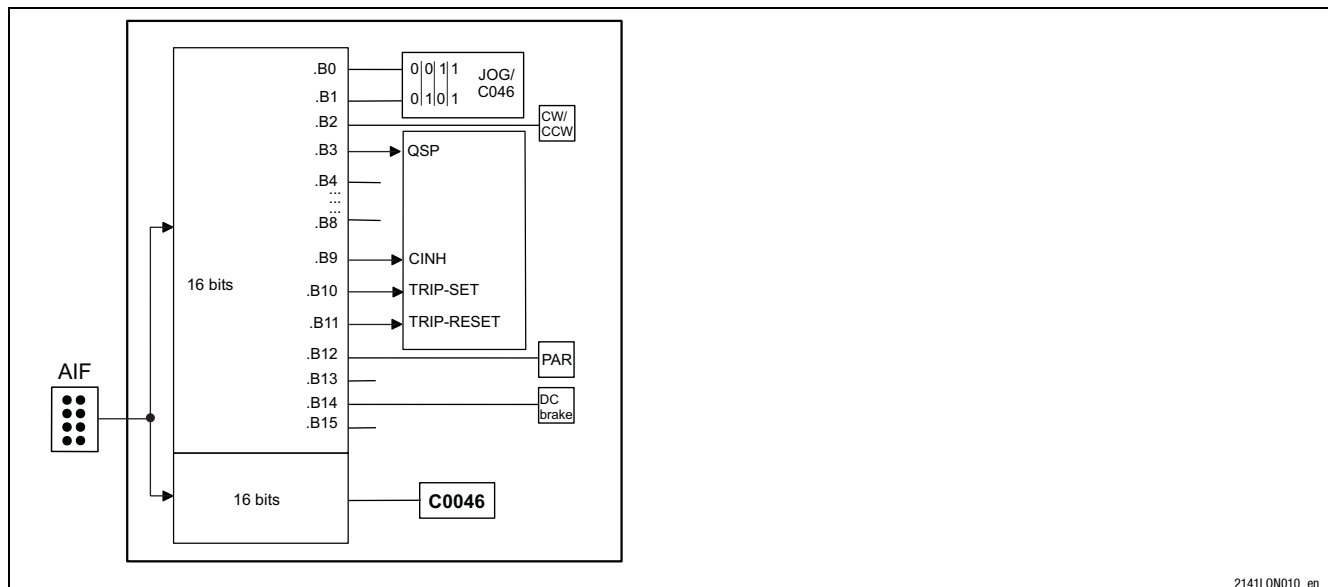 .B0
0 0 1 1
JOG/
C046
.B1
0 1 0 1
.B2
CW/
CCW
.B3
QSP
.B4
...
...
...
.B8
.B9
CINH
16 bits
.B10
TRIP-SET
.B11
TRIP-RESET
.B12
PAR
AIF
.B13
.B14
DC
brake
.B15
16 bits
C0046
2141LON010_en